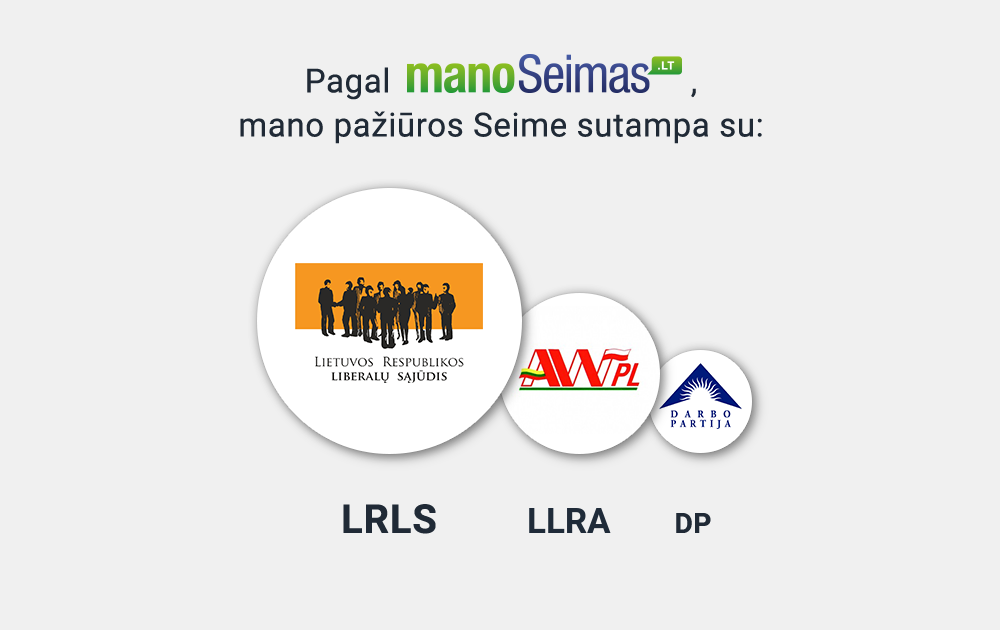 Pagal manoSeimas.LT,
mano pažiūros Seime sutampa su:
LIETUVOS RESPUBLIKOS
LIBERALŲ SĄJŪDIS
AWPL
DARBO
PARTIJA
LRLS LLRA DP